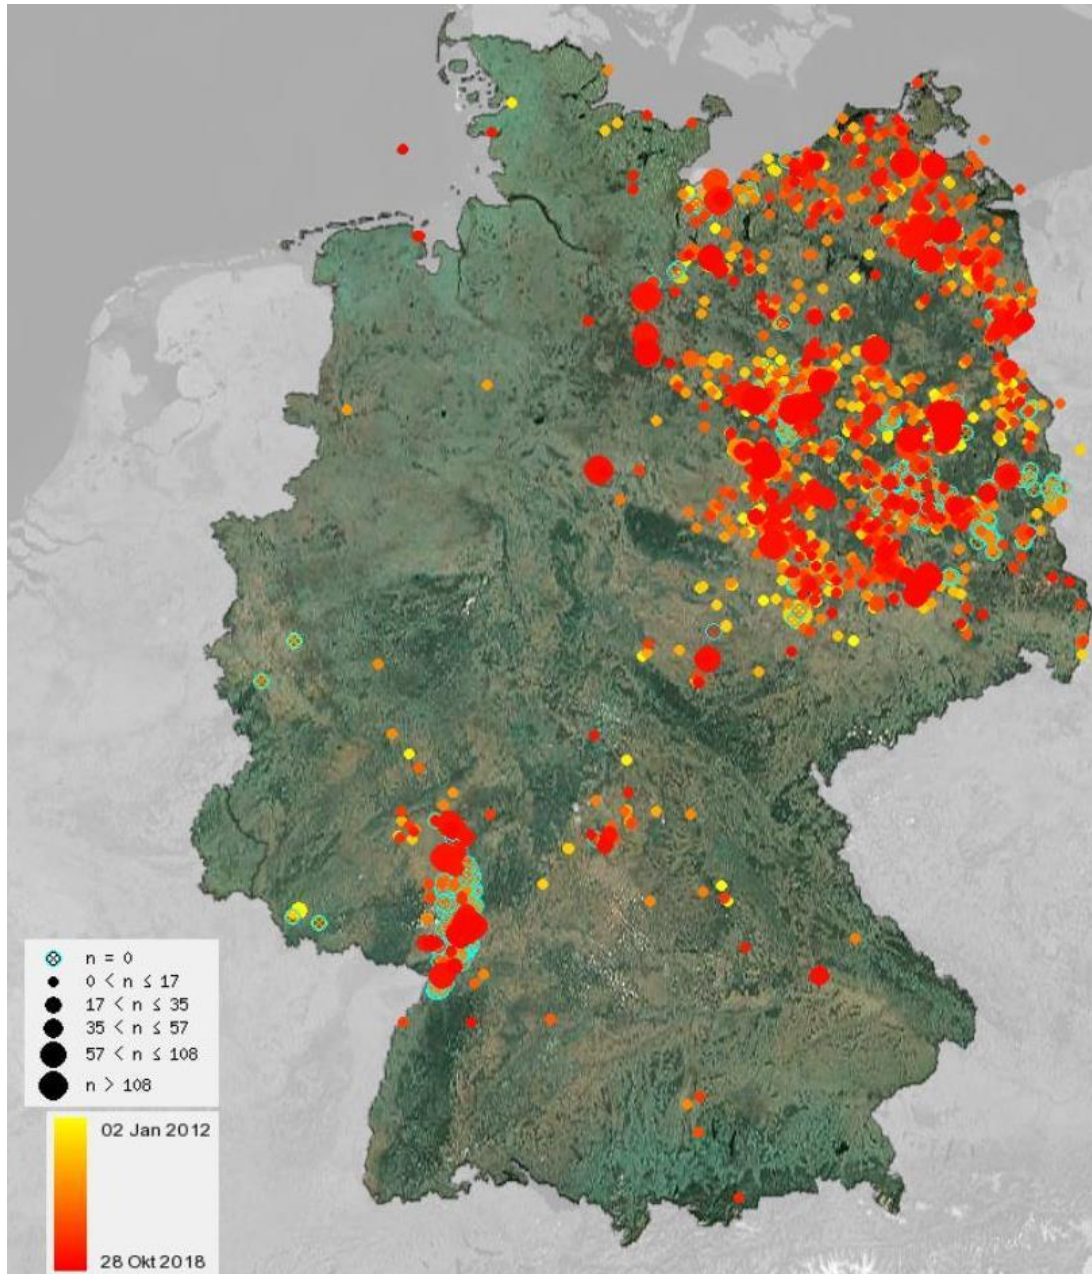 n = 0
0 < n ≤ 17
17 < n ≤ 35
35 < n ≤ 57
57 < n ≤ 108
n > 108
02 Jan 2012
28 Okt 2018